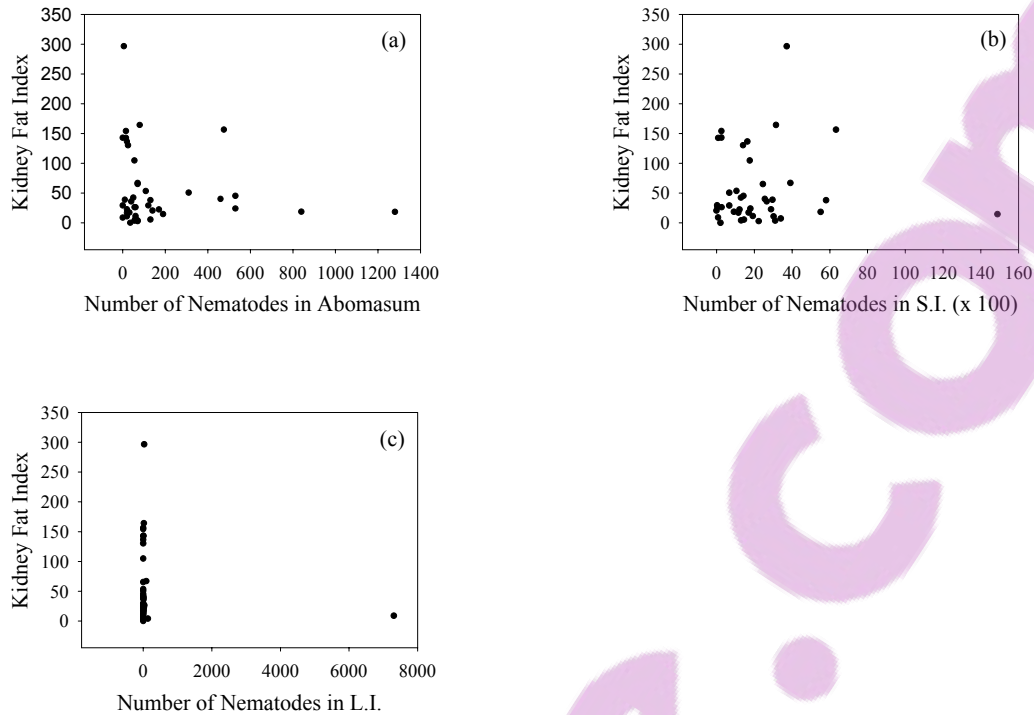 350
300
250
200
150
100
50
0
Kidney Fat Index
(a)
0 200 400 600 800 1000 1200 1400
Number of Nematodes in Abomasum
350
300
250
200
150
100
50
0
Kidney Fat Index
(b)
0 20 40 60 80 100 120 140 160
Number of Nematodes in S.I. (x 100)
350
300
250
200
150
100
50
0
Kidney Fat Index
(c)
0 2000 4000 6000 8000
Number of Nematodes in L.I.